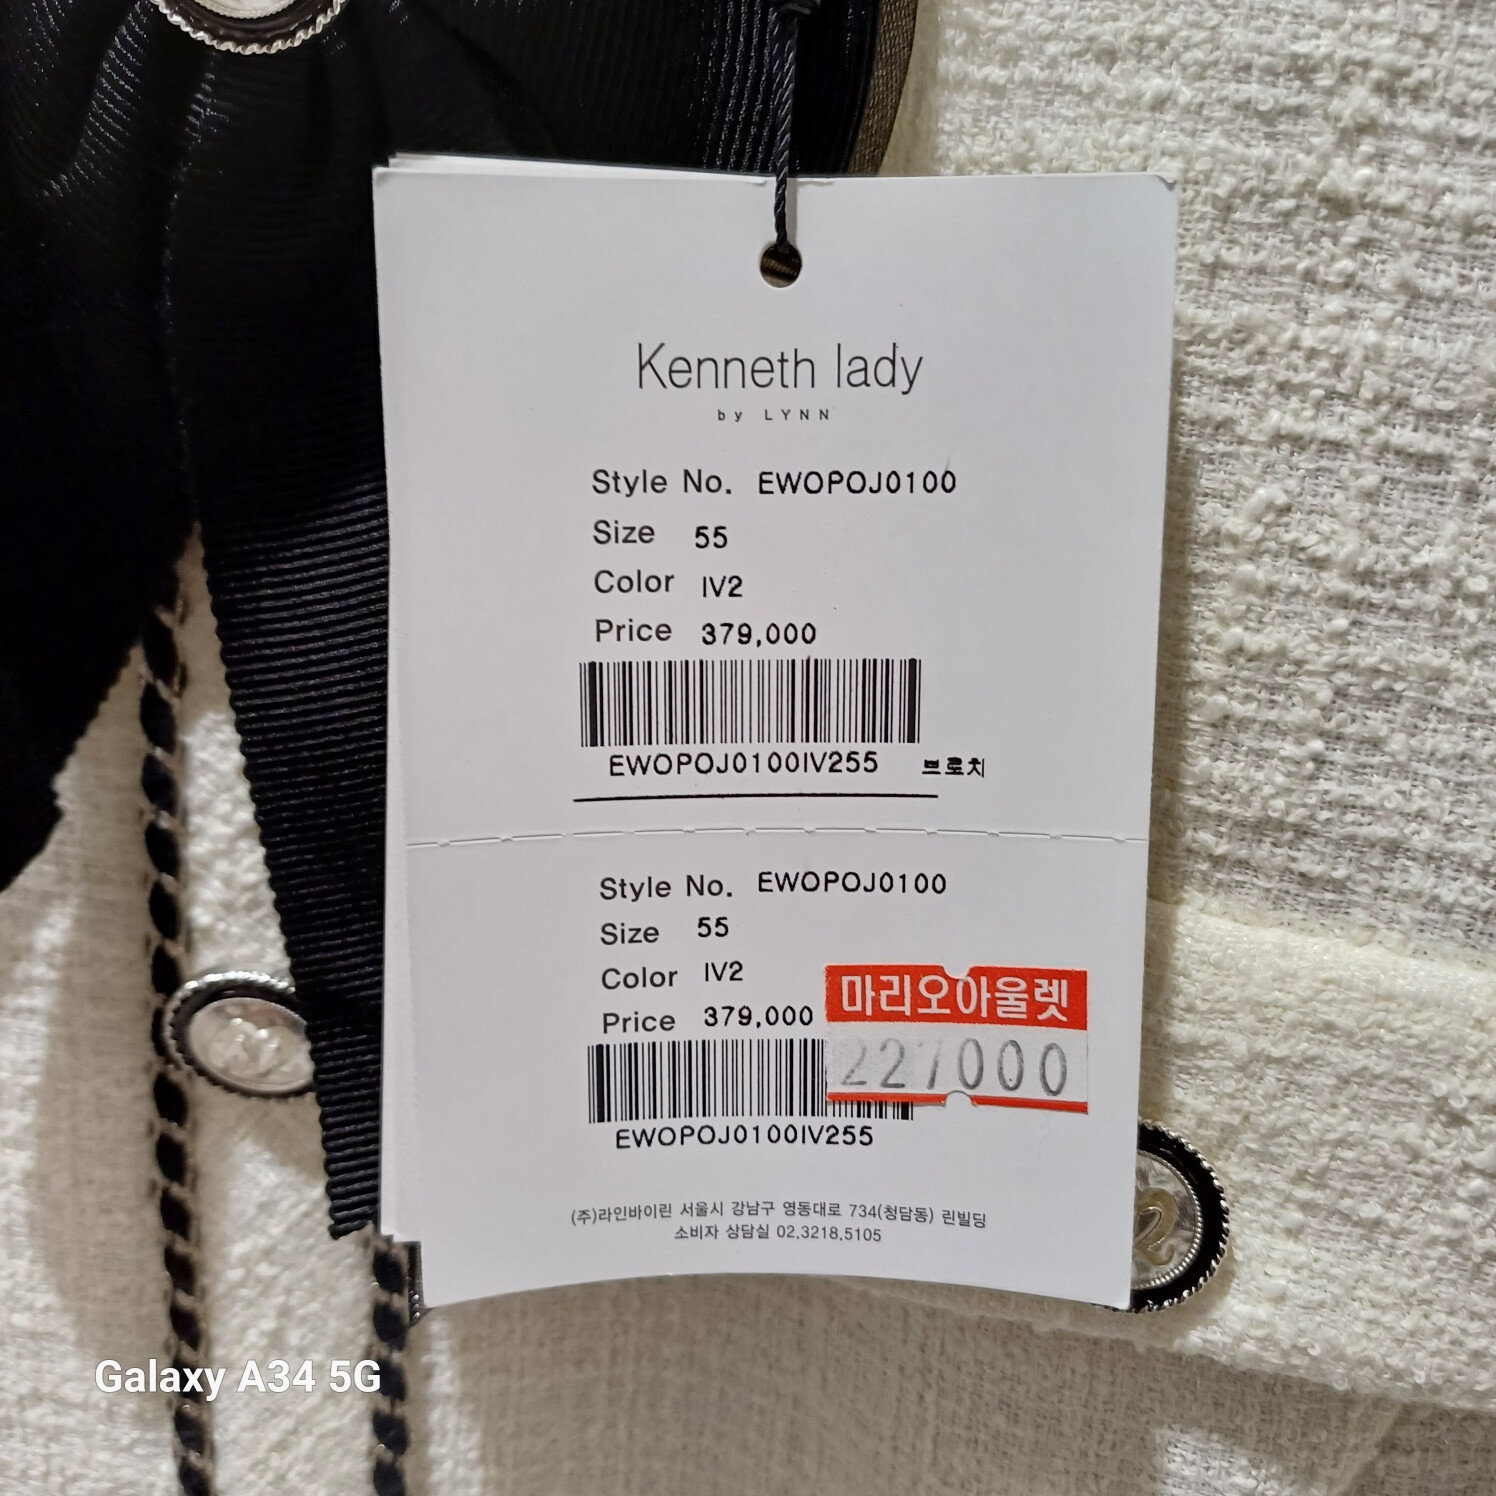 Kenneth lady
by LYNN
Style No. EWOPOJ0100
Size 55
Color IV2
Price 379,000
EWOPOJ0100IV255 브로치
Style No. EWOPOJ0100
Size 55
Color IV2
Price 379,000
마리오아울렛
227000
EWOPOJ0100IV255
(주)라인바이린 서울시 강남구 영동대로 734(청담동) 린빌딩
소비자 상담실 02.3218.5105
Galaxy A34 5G